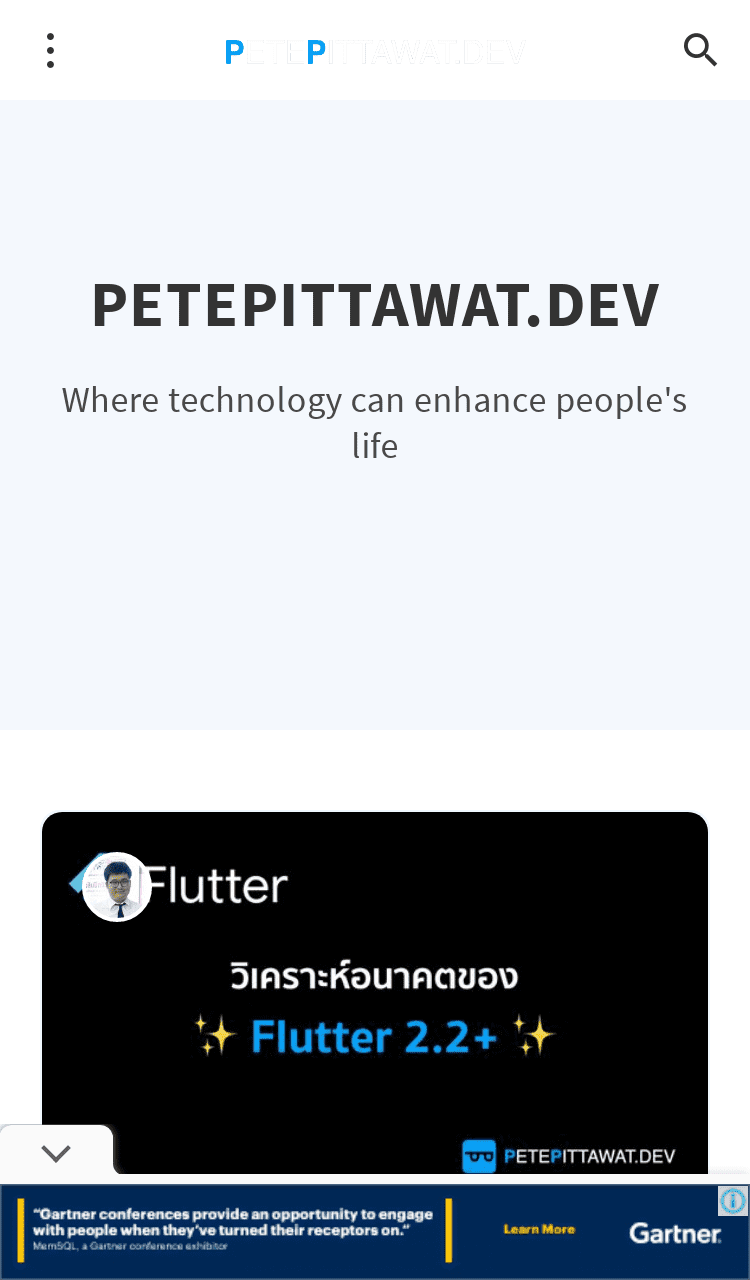 PETEPITTAWAT.DEV
PETEPITTAWAT.DEV
Where technology can enhance people's
life
Flutter
วิเคราะห์อนาคตของ
✨ Flutter 2.2+ ✨
PETEPITTAWAT.DEV
“Gartner conferences provide an opportunity to engage
with people when they’ve turned their receptors on.”
MemSQL, a Gartner conference exhibitor
Learn More
Gartner.